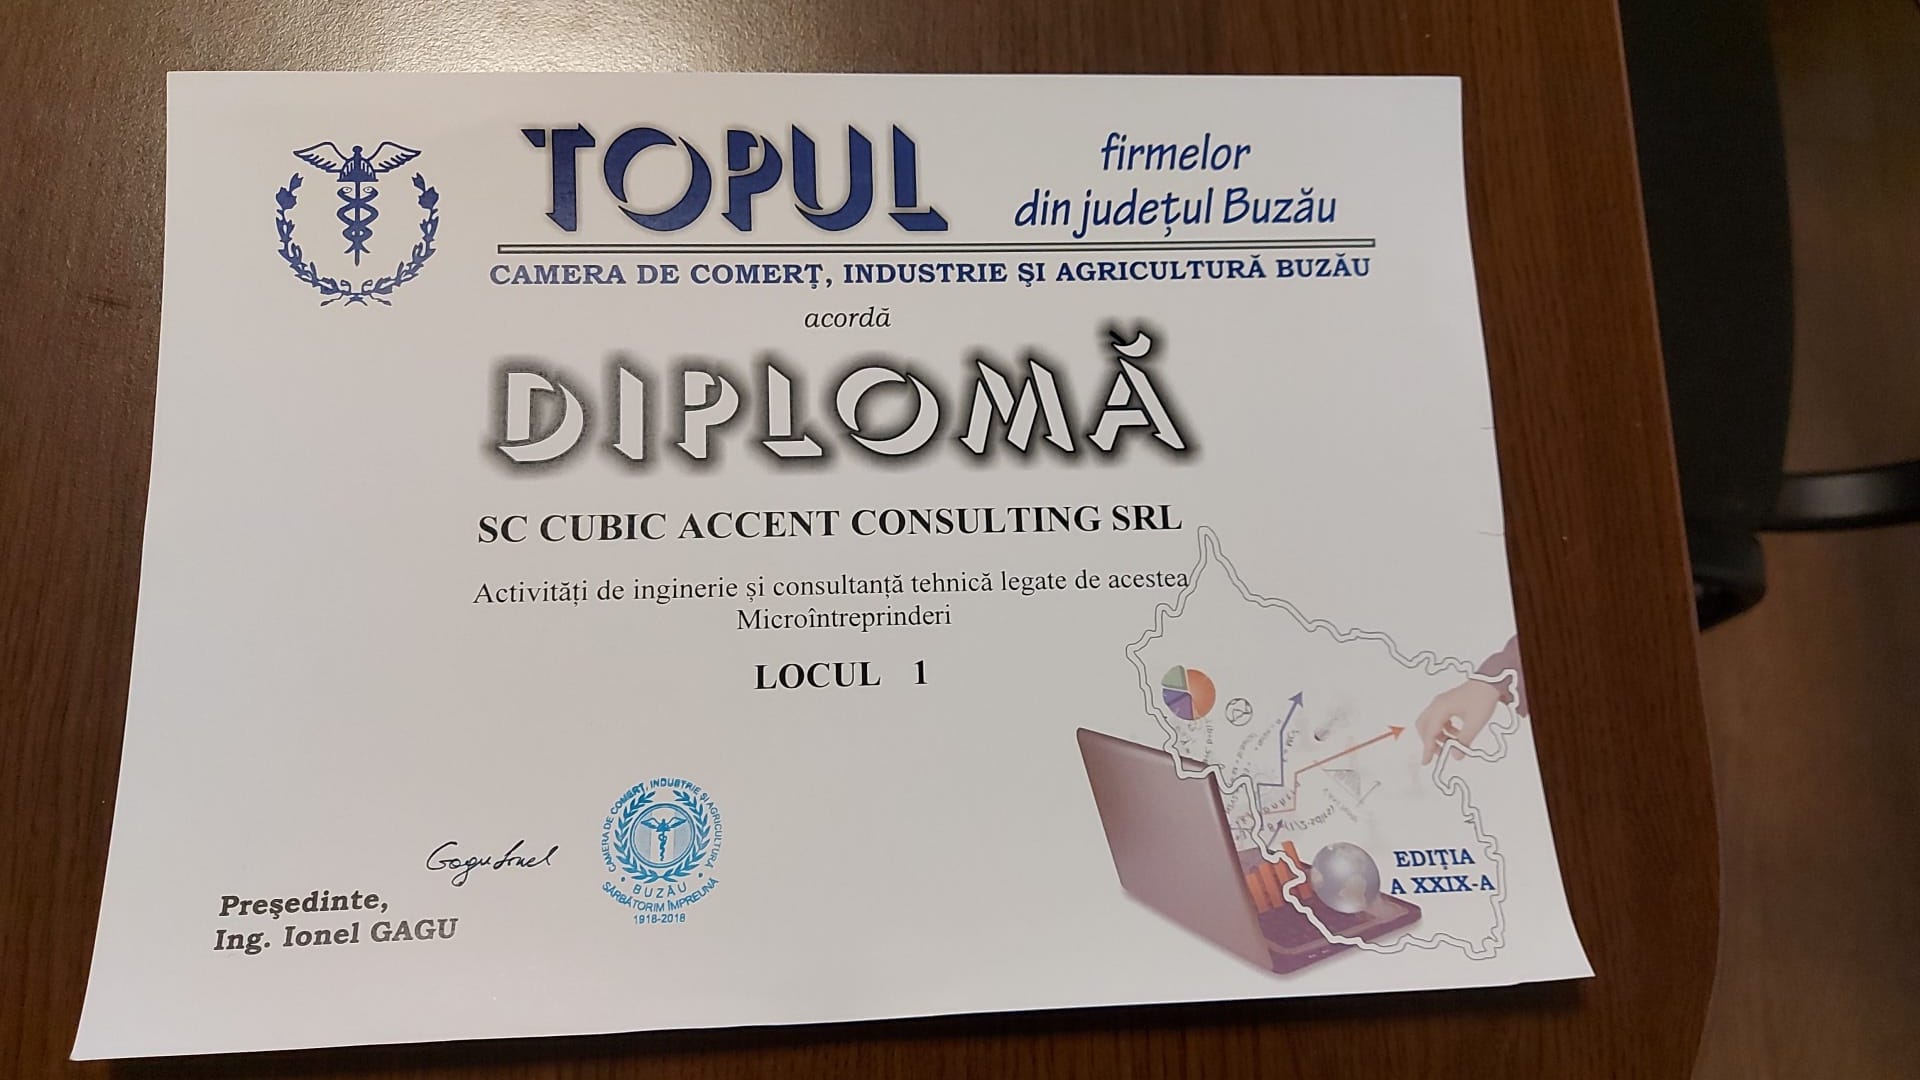 TOPUL
firmelor
din județul Buzău
CAMERA DE COMERȚ, INDUSTRIE ŞI AGRICULTURĂ BUZĂU
acordă
DIPLOMĂ
SC CUBIC ACCENT CONSULTING SRL
Activități de inginerie și consultanță tehnică legate de acestea
Microîntreprinderi
LOCUL 1
Gagu Ionel
Preşedinte,
Ing. Ionel GAGU
CAMERA DE COMERȚ, INDUSTRIE ȘI AGRICULTURĂ
BUZĂU
SĂRBĂTORIM ÎMPREUNĂ
1918-2018
EDIȚIA
A XXIX-A